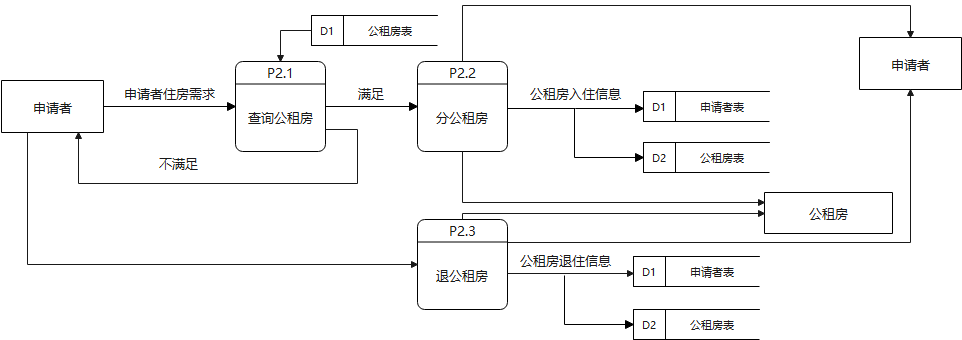 D1 公租房表
P2.1
P2.2
申请者
申请者
申请者住房需求
满足
公租房入住信息
D1 申请者表
查询公租房
分公租房
不满足
D2 公租房表
公租房
P2.3
公租房退住信息
退公租房
D1 申请者表
D2 公租房表